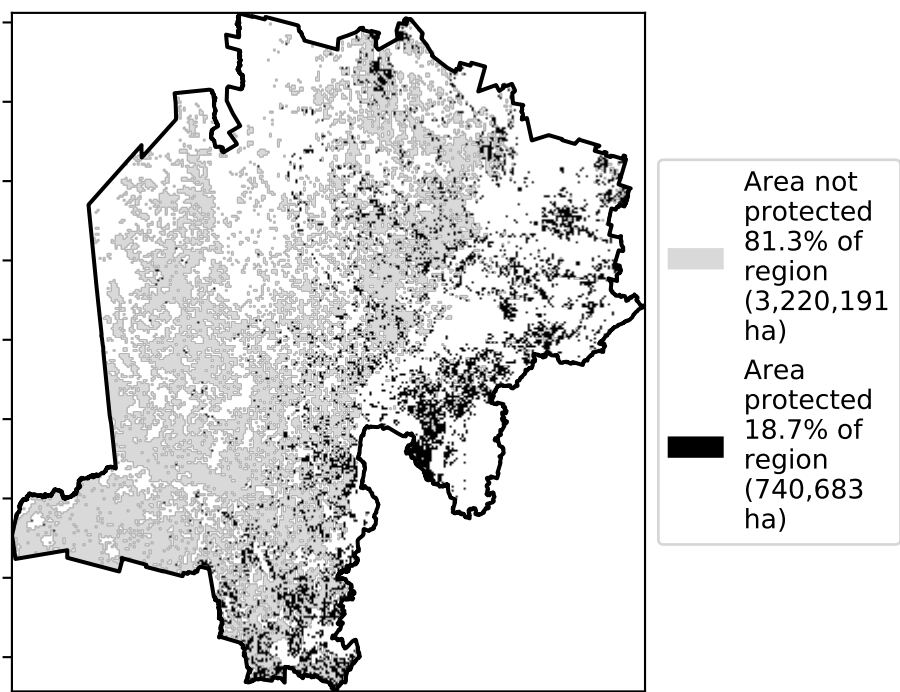 Area not
protected
81.3% of
region
(3,220,191
ha)
Area
protected
18.7% of
region
(740,683
ha)